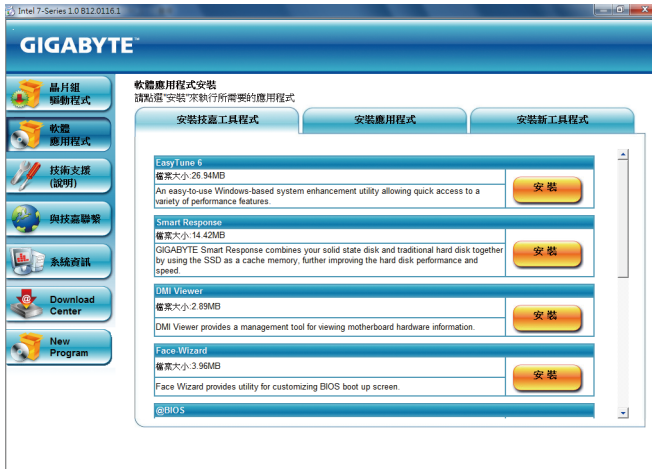 Intel 7-Series 1.0 B12.0116.1
GIGABYTE™
晶片組
驅動程式
軟體
應用程式
技術支援
(說明)
與技嘉聯繫
系統資訊
Download
Center
New
Program
軟體應用程式安裝
請點選"安裝"來執行所需要的應用程式
安裝技嘉工具程式
安裝應用程式
安裝新工具程式
EasyTune 6
檔案大小:26.94MB
An easy-to-use Windows-based system enhancement utility allowing quick access to a
variety of performance features.
安裝
Smart Response
檔案大小:14.42MB
GIGABYTE Smart Response combines your solid state disk and traditional hard disk together
by using the SSD as a cache memory, further improving the hard disk performance and
speed.
安裝
DMI Viewer
檔案大小:2.89MB
DMI Viewer provides a management tool for viewing motherboard hardware information.
安裝
Face-Wizard
檔案大小:3.96MB
Face Wizard provides utility for customizing BIOS boot up screen.
安裝
@BIOS